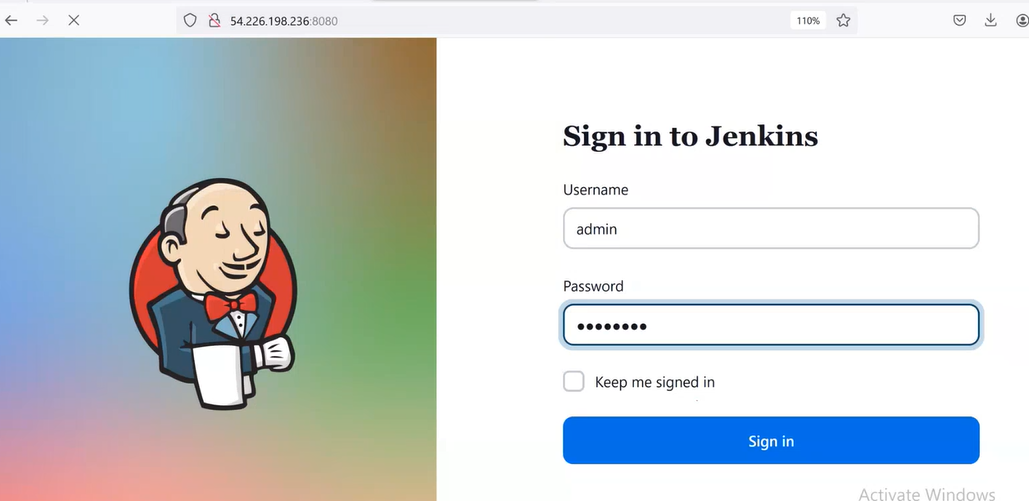 54.226.198.236:8080
110%
Sign in to Jenkins
Username
admin
Password
••••••••
Keep me signed in
Sign in
Activate Windows